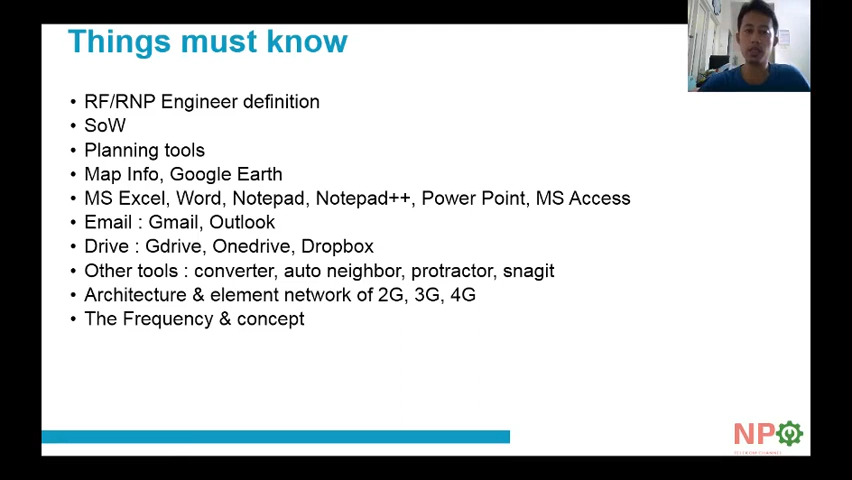 Things must know
• RF/RNP Engineer definition
• SoW
• Planning tools
• Map Info, Google Earth
• MS Excel, Word, Notepad, Notepad++, Power Point, MS Access
• Email : Gmail, Outlook
• Drive : Gdrive, Onedrive, Dropbox
• Other tools : converter, auto neighbor, protractor, snagit
• Architecture & element network of 2G, 3G, 4G
• The Frequency & concept
NPO